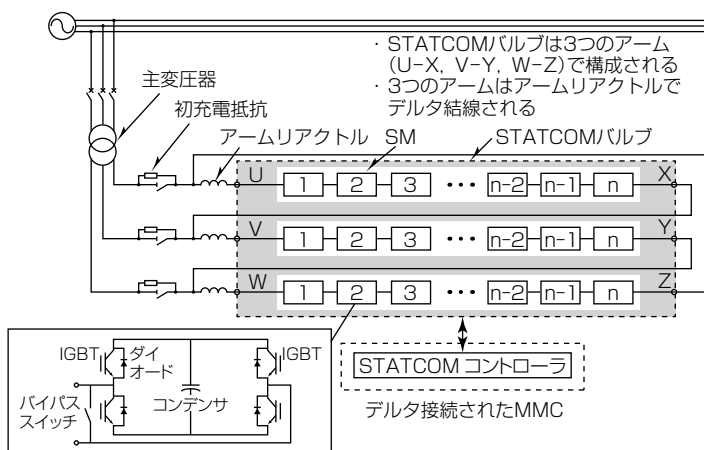 ・STATCOMバルブは3つのアーム
（U-X, V-Y, W-Z）で構成される
・3つのアームはアームリアクトルで
デルタ結線される
主変圧器
初充電抵抗
アームリアクトル SM STATCOMバルブ
U 1 2 3 ··· n-2 n-1 n X
V 1 2 3 ··· n-2 n-1 n Y
W 1 2 3 ··· n-2 n-1 n Z
IGBT ダイ IGBT
オード
コンデンサ
バイパス
スイッチ
STATCOM コントローラ
デルタ接続されたMMC